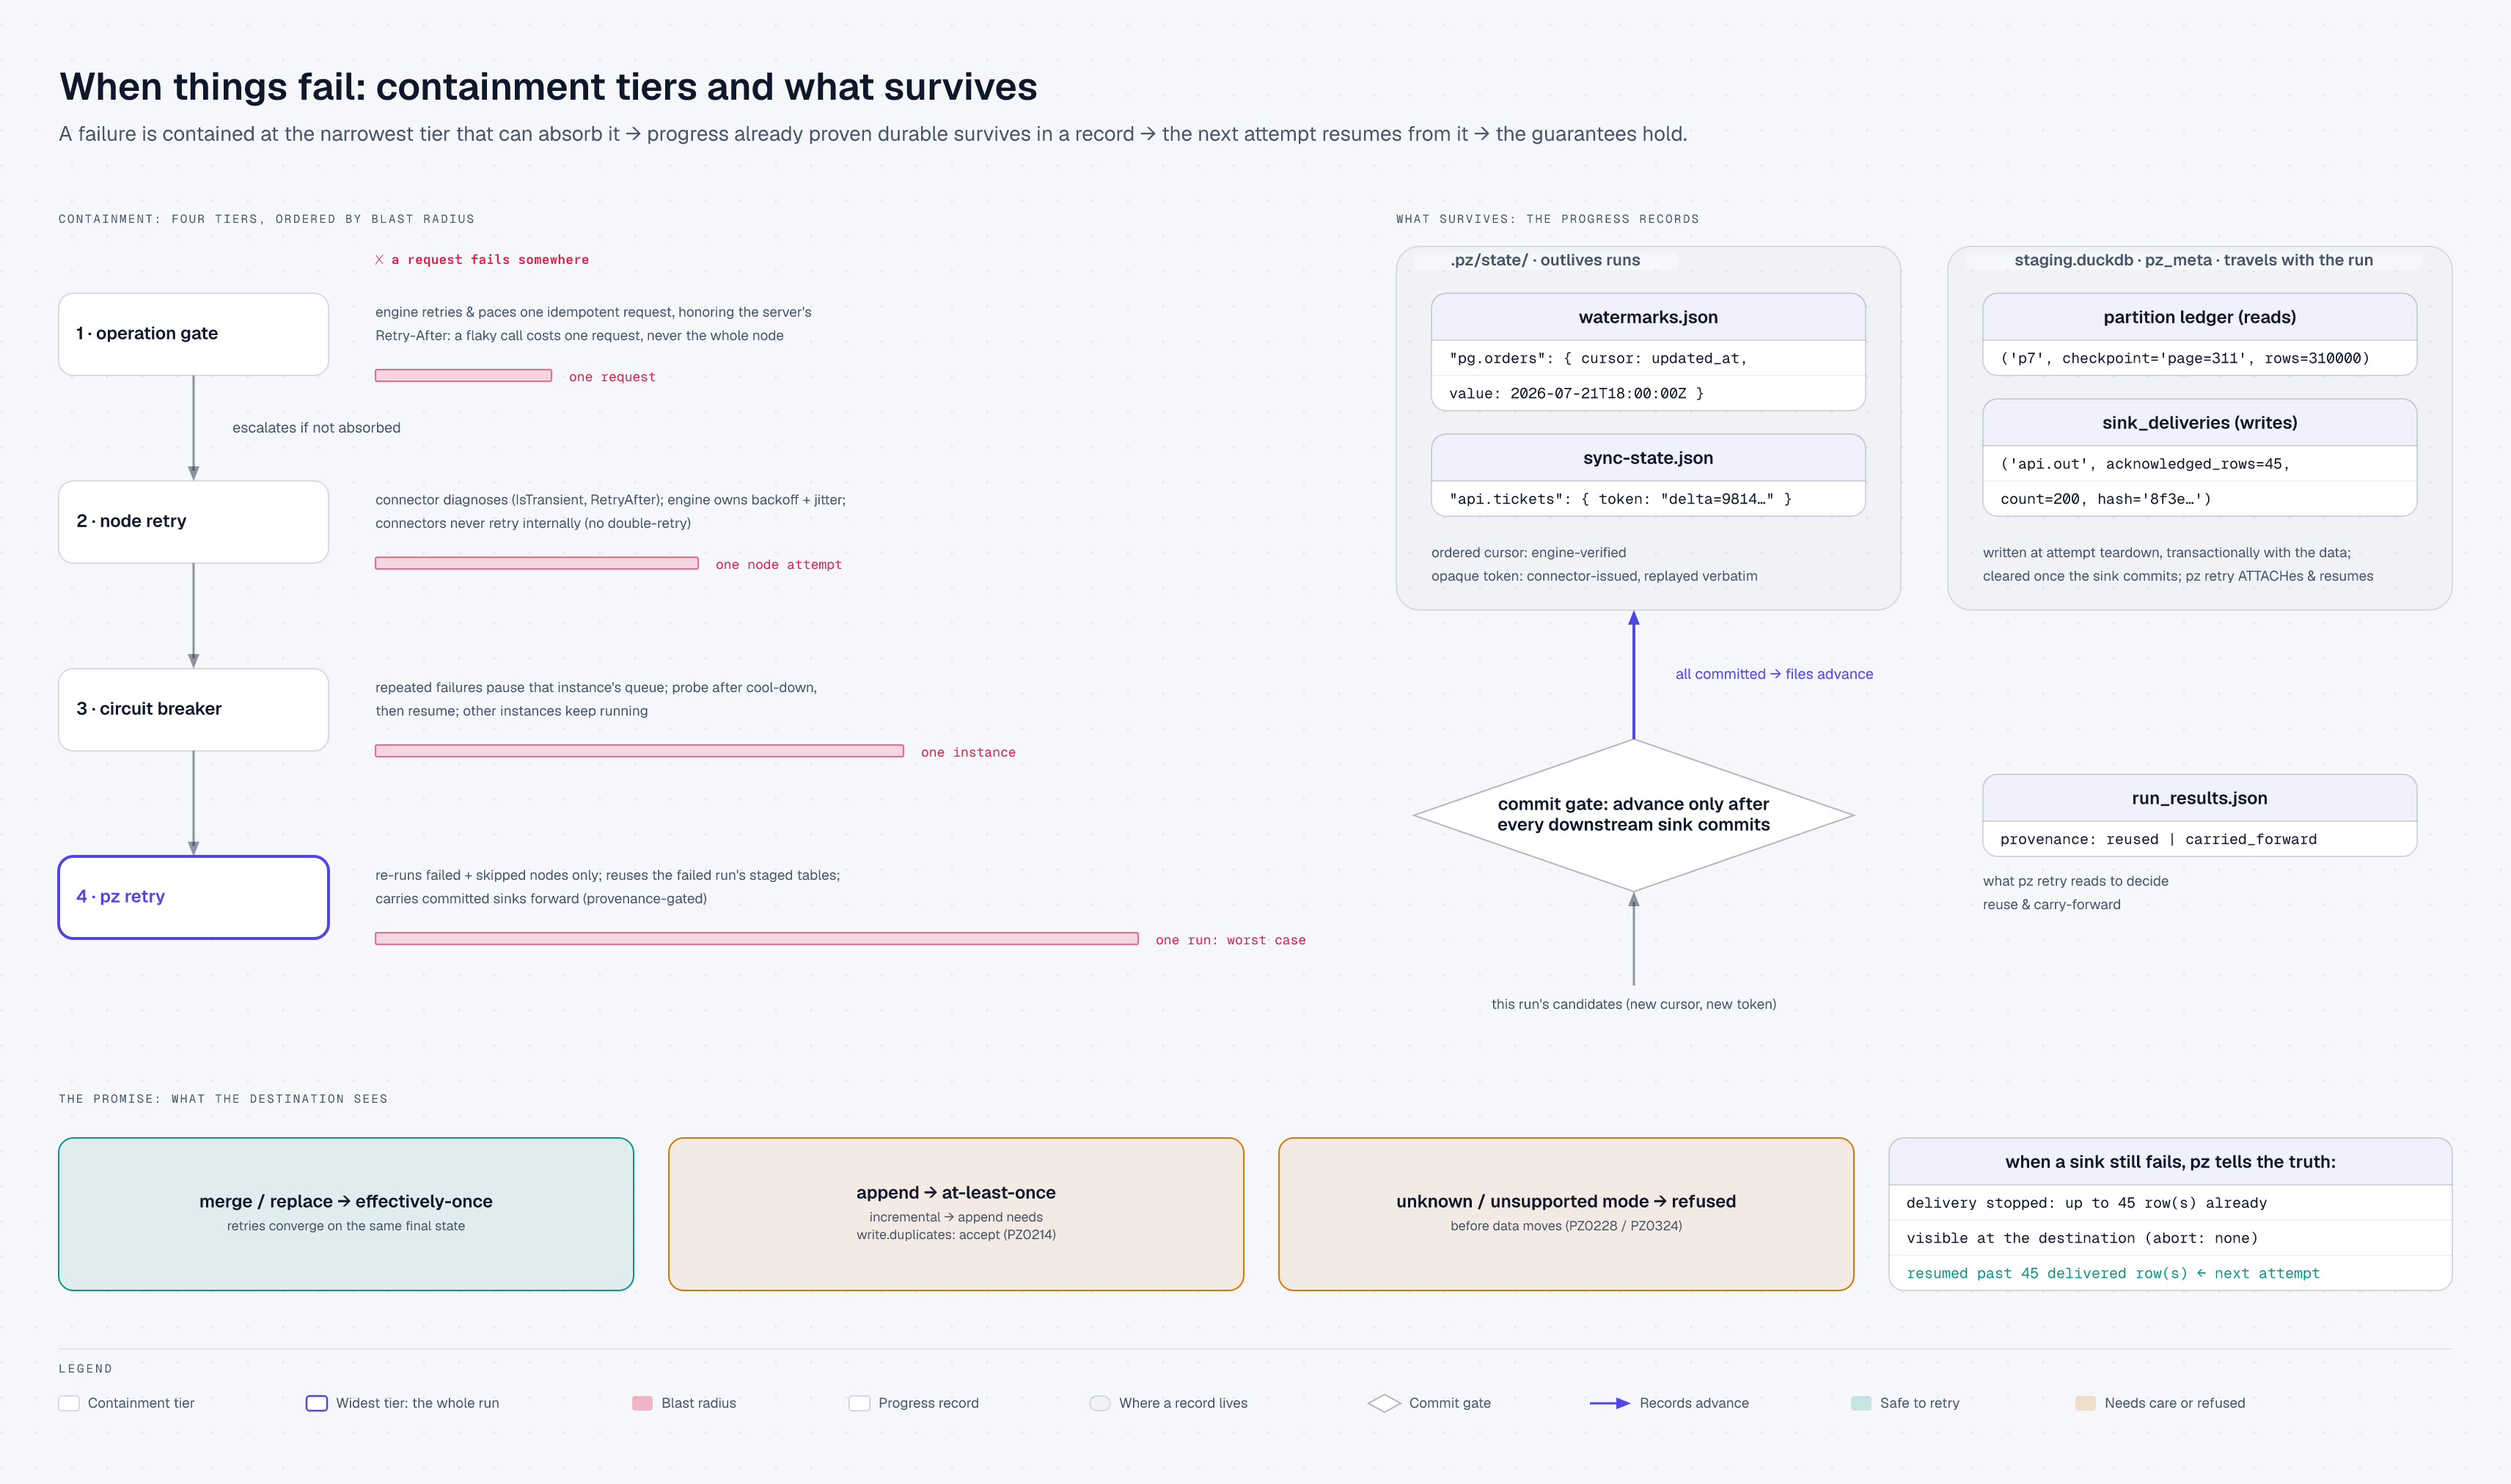 When things fail: containment tiers and what survives
A failure is contained at the narrowest tier that can absorb it → progress already proven durable survives in a record → the next attempt resumes from it → the guarantees hold.
CONTAINMENT: FOUR TIERS, ORDERED BY BLAST RADIUS
X a request fails somewhere
1 · operation gate
engine retries & paces one idempotent request, honoring the server's
Retry-After: a flaky call costs one request, never the whole node
one request
escalates if not absorbed
2 · node retry
connector diagnoses (IsTransient, RetryAfter); engine owns backoff + jitter;
connectors never retry internally (no double-retry)
one node attempt
3 · circuit breaker
repeated failures pause that instance's queue; probe after cool-down,
then resume; other instances keep running
one instance
4 · pz retry
re-runs failed + skipped nodes only; reuses the failed run's staged tables;
carries committed sinks forward (provenance-gated)
one run: worst case
WHAT SURVIVES: THE PROGRESS RECORDS
.pz/state/ · outlives runs
watermarks.json
"pg.orders": { cursor: updated_at,
value: 2026-07-21T18:00:00Z }
sync-state.json
"api.tickets": { token: "delta=9814…" }
ordered cursor: engine-verified
opaque token: connector-issued, replayed verbatim
staging.duckdb · pz_meta · travels with the run
partition ledger (reads)
('p7', checkpoint='page=311', rows=310000)
sink_deliveries (writes)
('api.out', acknowledged_rows=45,
count=200, hash='8f3e…')
written at attempt teardown, transactionally with the data;
cleared once the sink commits; pz retry ATTACHes & resumes
all committed → files advance
commit gate: advance only after
every downstream sink commits
this run's candidates (new cursor, new token)
run_results.json
provenance: reused | carried_forward
what pz retry reads to decide
reuse & carry-forward
THE PROMISE: WHAT THE DESTINATION SEES
merge / replace → effectively-once
retries converge on the same final state
append → at-least-once
incremental → append needs
write.duplicates: accept (PZ0214)
unknown / unsupported mode → refused
before data moves (PZ0228 / PZ0324)
when a sink still fails, pz tells the truth:
delivery stopped: up to 45 row(s) already
visible at the destination (abort: none)
resumed past 45 delivered row(s) ← next attempt
LEGEND
Containment tier
Widest tier: the whole run
Blast radius
Progress record
Where a record lives
Commit gate
Records advance
Safe to retry
Needs care or refused